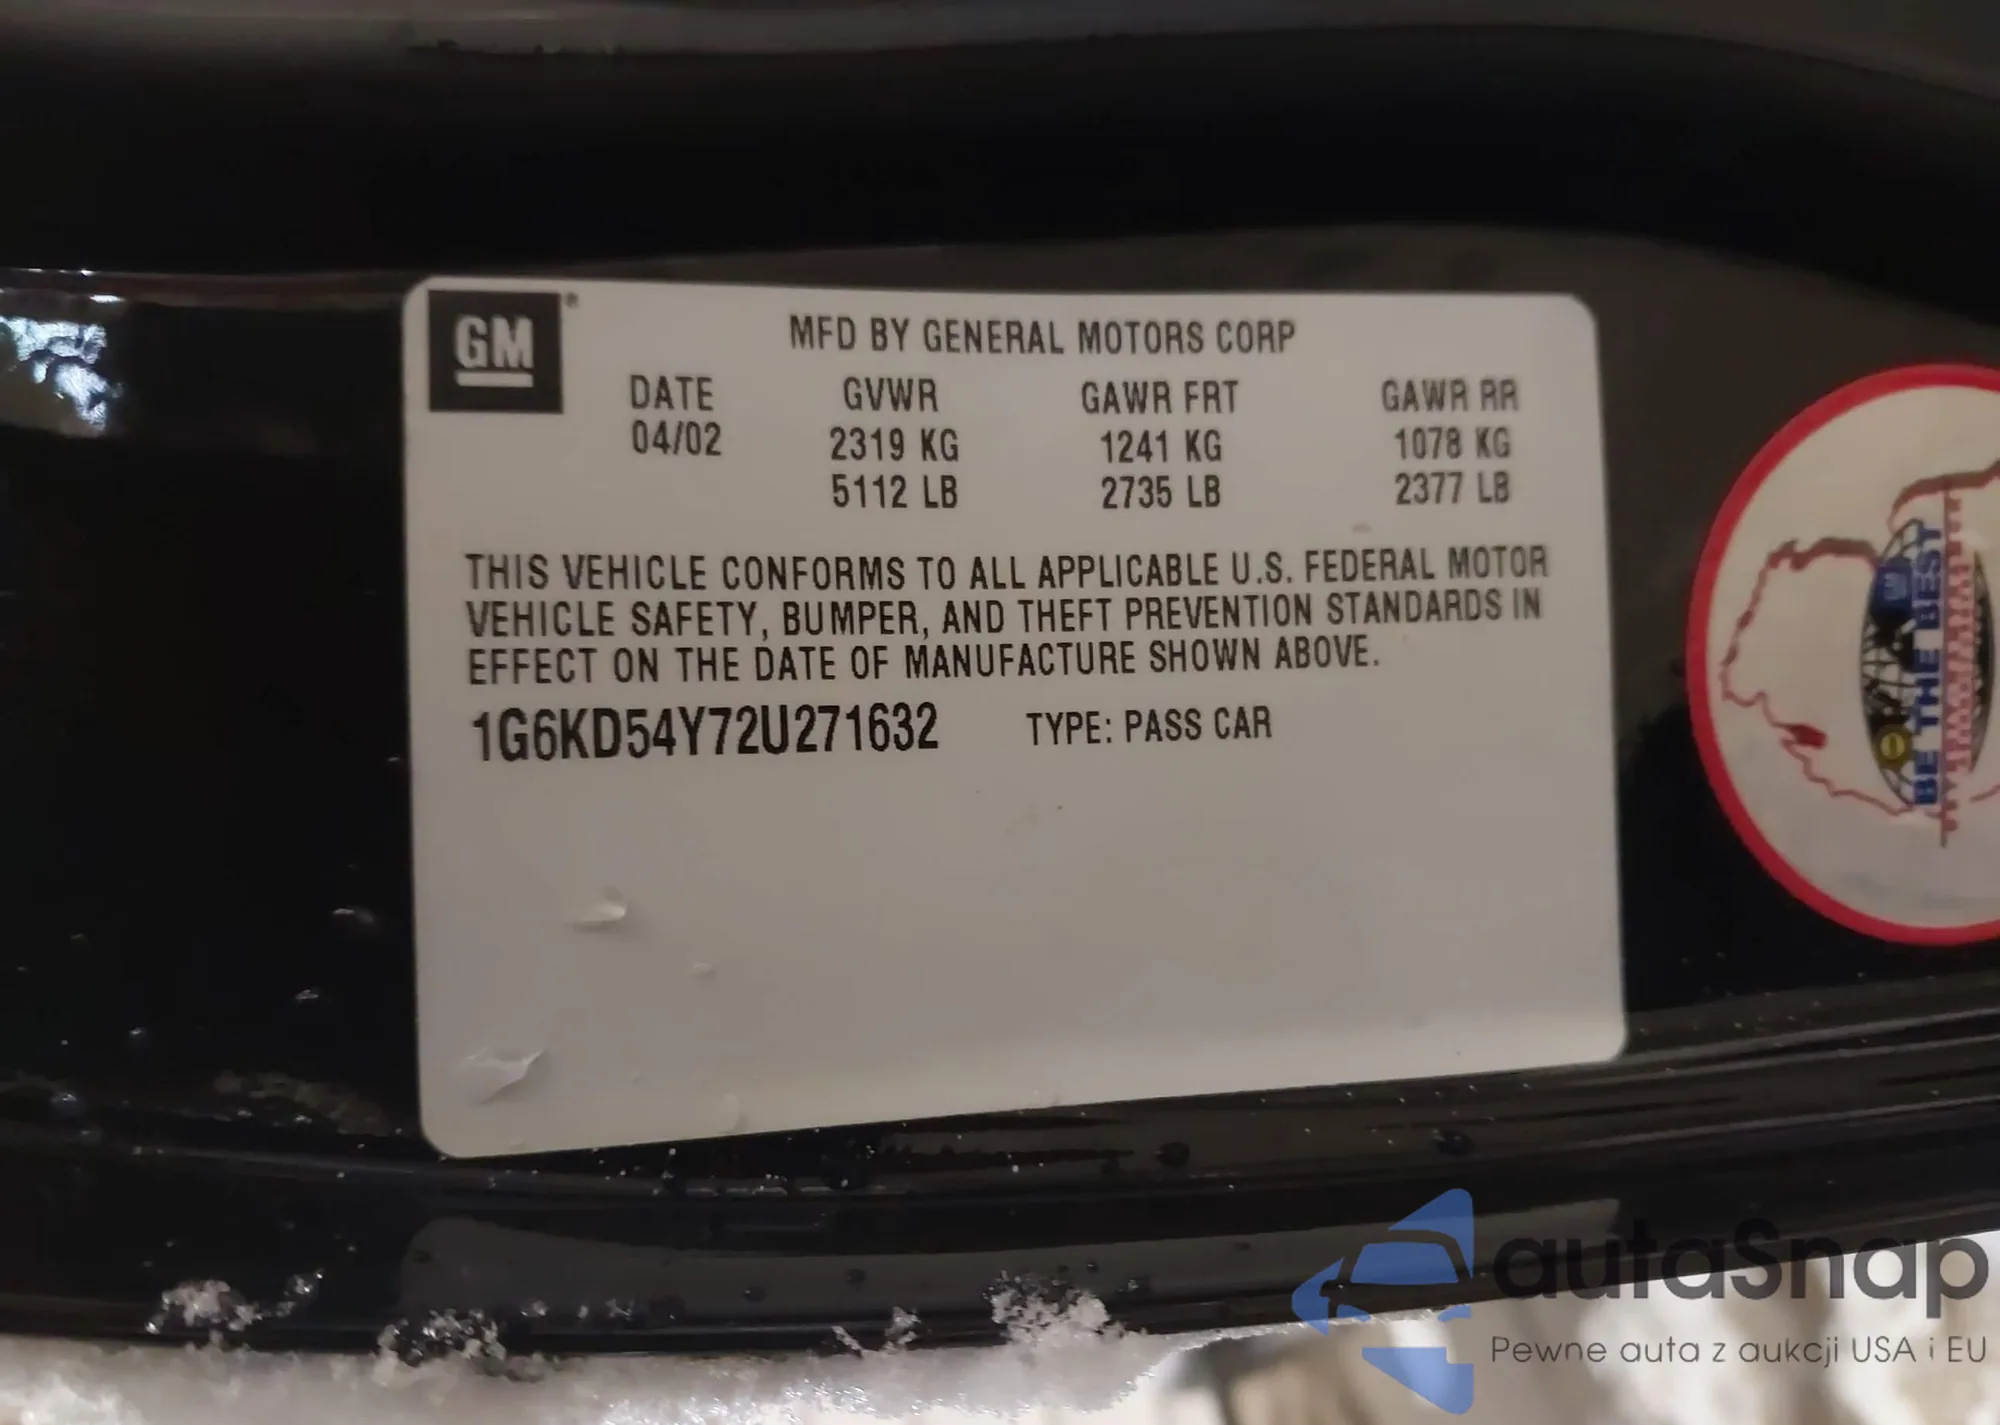 GM®
MFD BY GENERAL MOTORS CORP
DATE GVWR GAWR FRT GAWR RR
04/02 2319 KG 1241 KG 1078 KG
5112 LB 2735 LB 2377 LB
THIS VEHICLE CONFORMS TO ALL APPLICABLE U.S. FEDERAL MOTOR
VEHICLE SAFETY, BUMPER, AND THEFT PREVENTION STANDARDS IN
EFFECT ON THE DATE OF MANUFACTURE SHOWN ABOVE.
1G6KD54Y72U271632 TYPE: PASS CAR
BE THE BEST
autaSnap
Pewne auta z aukcji USA i EU